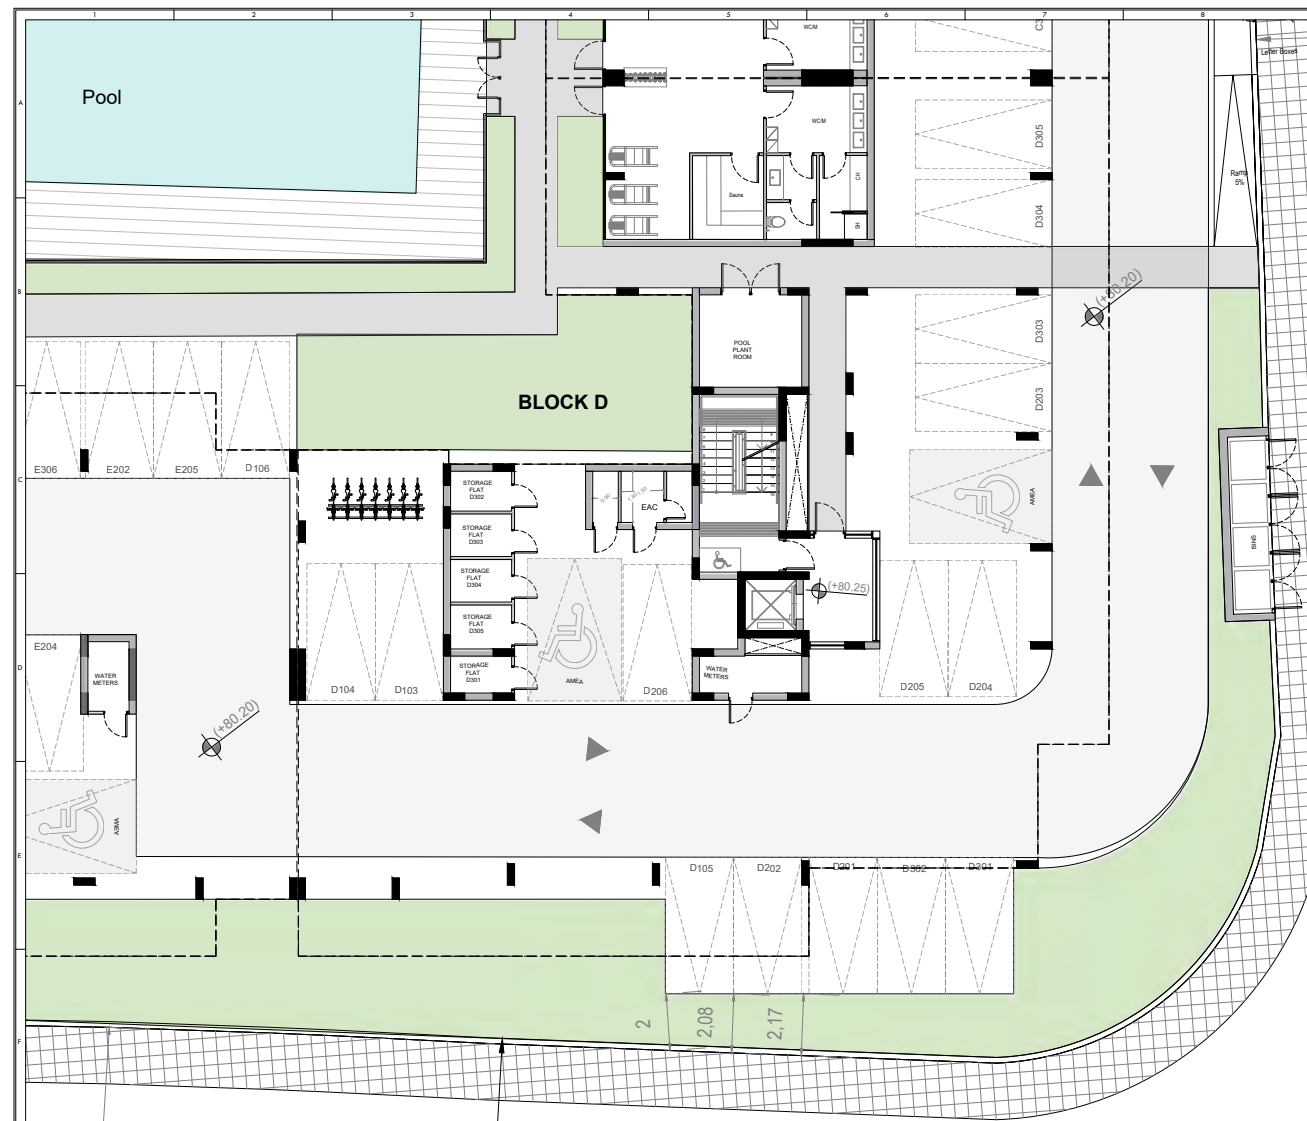 1 2 3 4 5 6 7 8
A
B
C
D
E
F
Pool
WC/M
C3
Letter Boxes
WC/M
D305
Sauna
CH
SH
D304
Ramp
5%
(+80.20)
POOL
PLANT
ROOM
D303
D203
BLOCK D
E306
E202
E205
D106
STORAGE
FLAT
D302
STORAGE
FLAT
D303
STORAGE
FLAT
D304
STORAGE
FLAT
D305
STORAGE
FLAT
D301
EAC
AMEA
BINS
(+80.25)
E204
WATER
METERS
D104
D103
AMEA
D206
WATER
METERS
D205
D204
(+80.20)
AMEA
D105
D202
D201
D302
D301
2
2,08
2,17